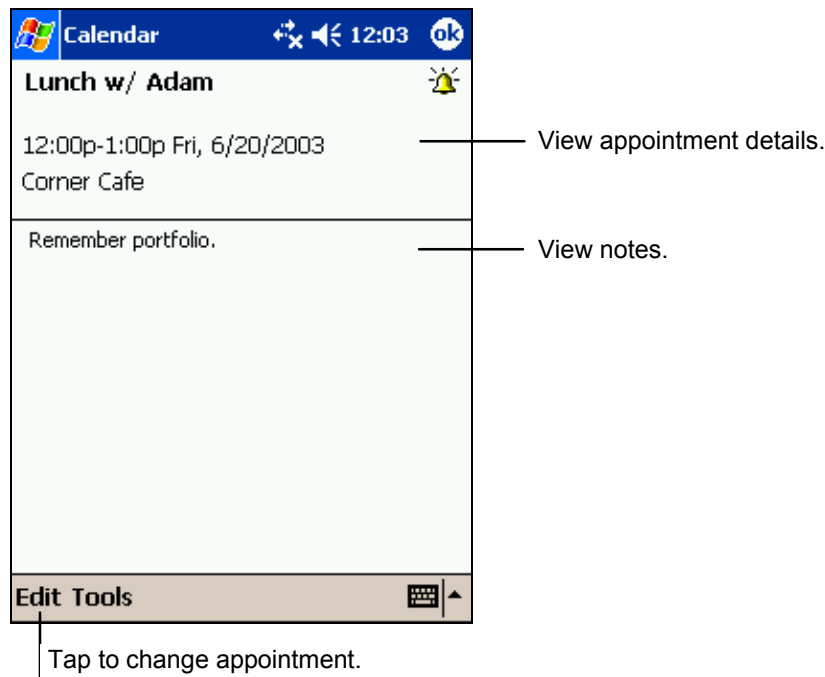 Calendar 12:03 ok
Lunch w/ Adam
12:00p-1:00p Fri, 6/20/2003
Corner Cafe
View appointment details.
Remember portfolio.
View notes.
Edit Tools
Tap to change appointment.